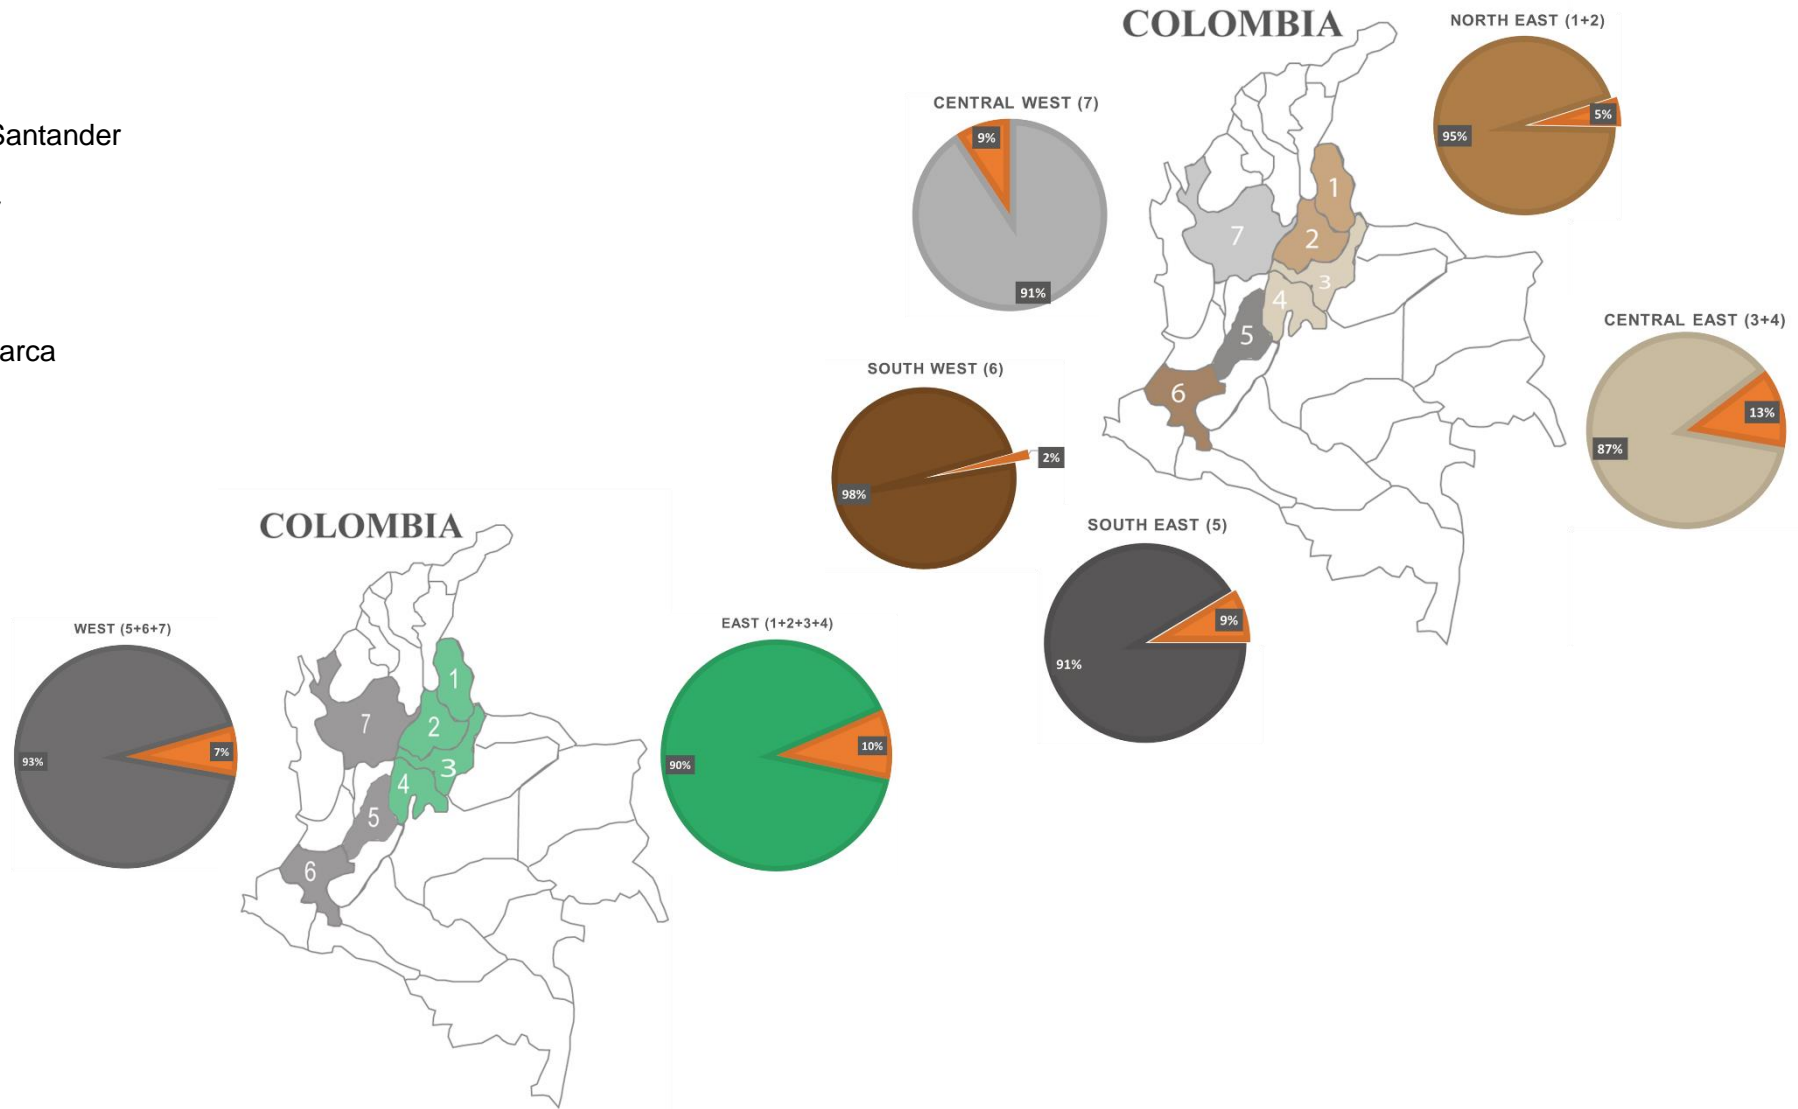 Santander
arca
COLOMBIA
NORTH EAST (1+2)
95%
5%
CENTRAL WEST (7)
9%
91%
1
2
3
4
5
6
7
CENTRAL EAST (3+4)
13%
87%
SOUTH WEST (6)
98%
2%
SOUTH EAST (5)
91%
9%
COLOMBIA
WEST (5+6+7)
93%
7%
1
2
3
4
5
6
7
EAST (1+2+3+4)
90%
10%